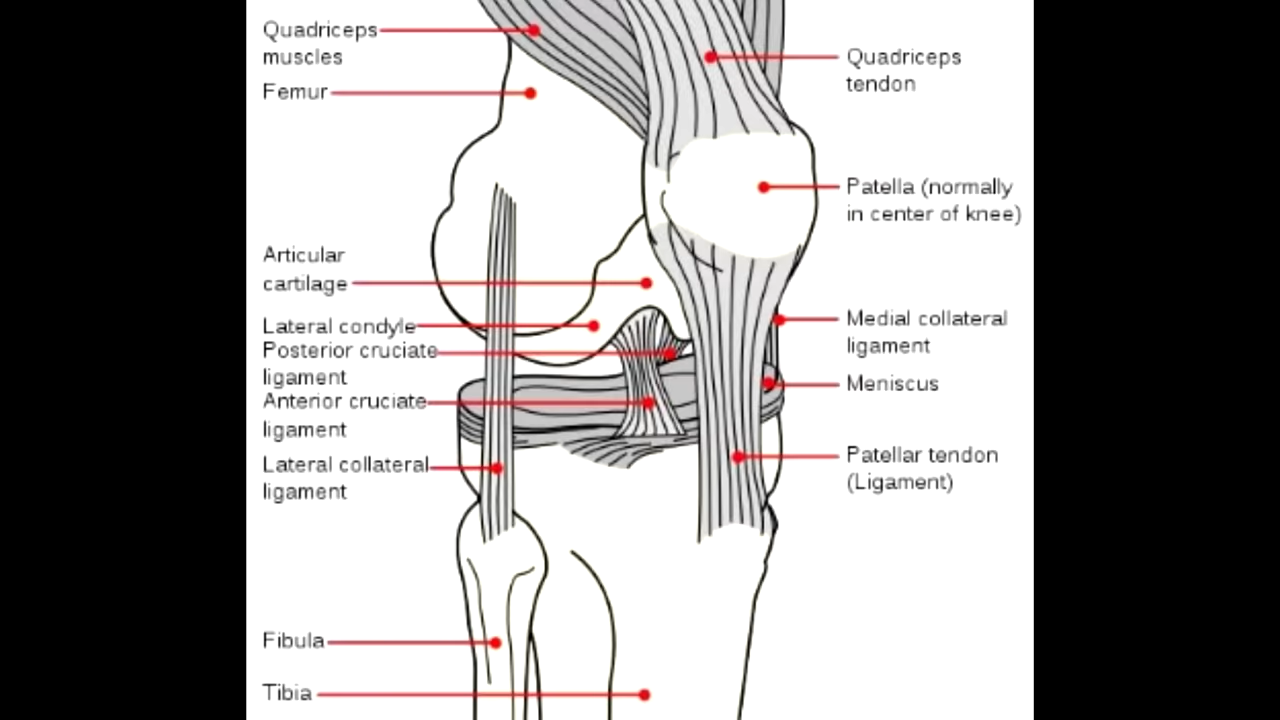 Quadriceps
muscles
Femur
Articular
cartilage
Lateral condyle
Posterior cruciate
ligament
Anterior cruciate
ligament
Lateral collateral
ligament
Fibula
Tibia
Quadriceps
tendon
Patella (normally
in center of knee)
Medial collateral
ligament
Meniscus
Patellar tendon
(Ligament)